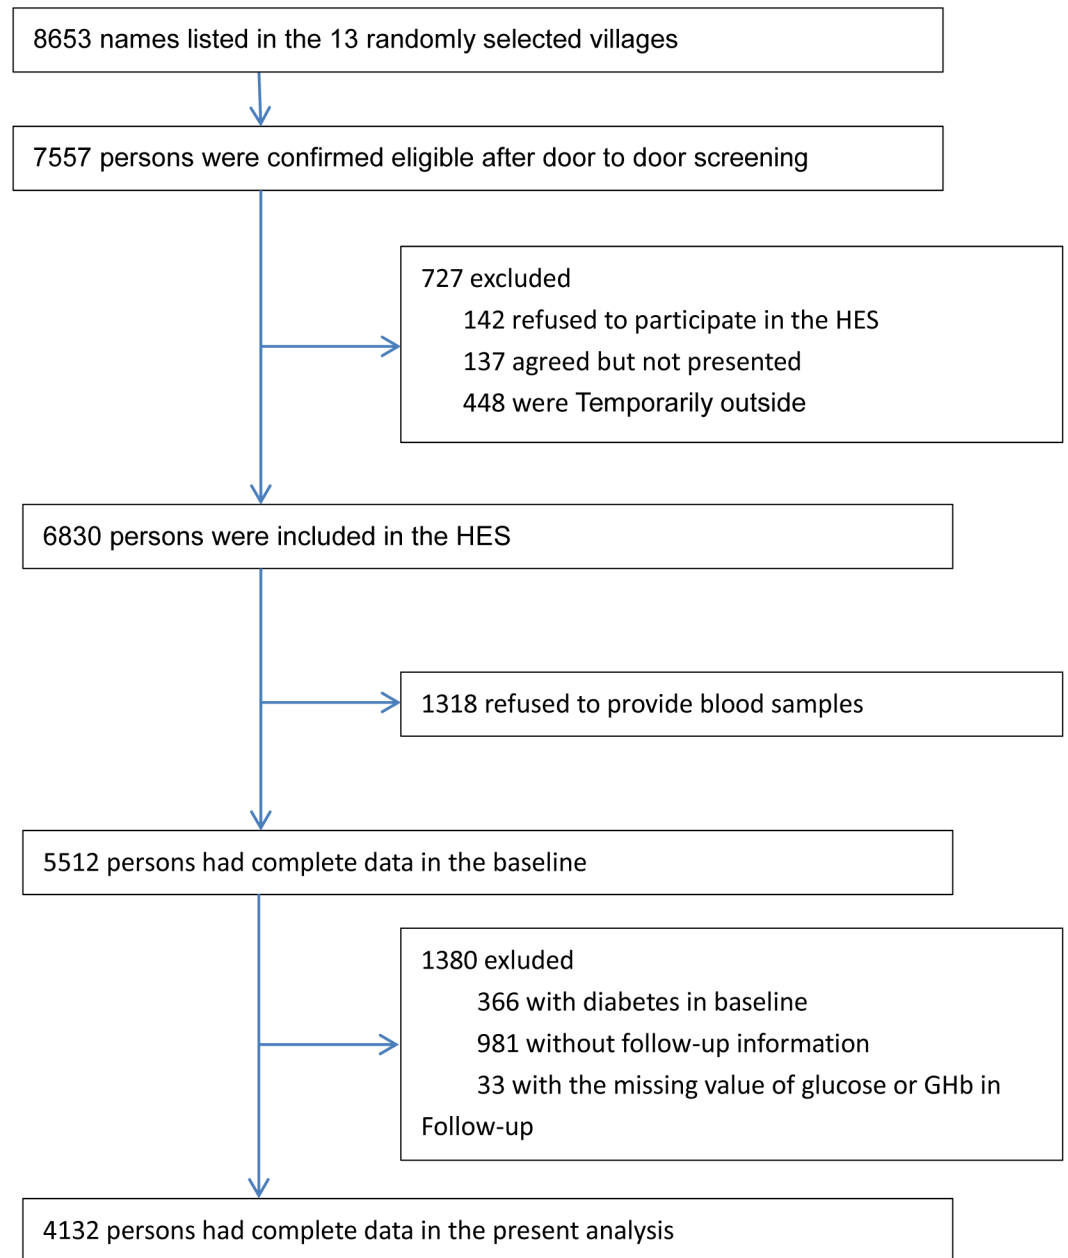 8653 names listed in the 13 randomly selected villages
7557 persons were confirmed eligible after door to door screening
727 excluded
142 refused to participate in the HES
137 agreed but not presented
448 were Temporarily outside
6830 persons were included in the HES
1318 refused to provide blood samples
5512 persons had complete data in the baseline
1380 exluded
366 with diabetes in baseline
981 without follow-up information
33 with the missing value of glucose or GHb in
Follow-up
4132 persons had complete data in the present analysis